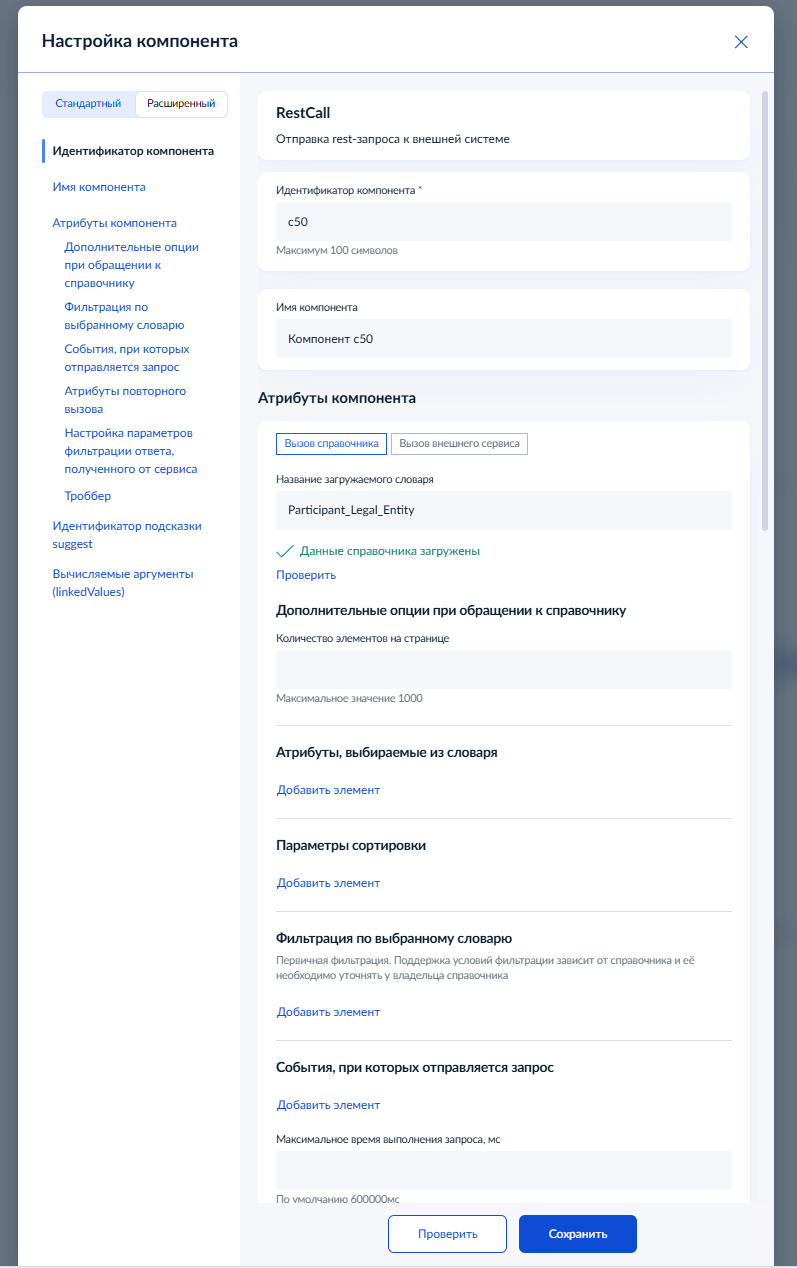 Настройка компонента
Стандартный
Расширенный
Идентификатор компонента
Имя компонента
Атрибуты компонента
Дополнительные опции
при обращении к
справочнику
Фильтрация по
выбранному словарю
События, при которых
отправляется запрос
Атрибуты повторного
вызова
Настройка параметров
фильтрации ответа,
полученного от сервиса
Троббер
Идентификатор подсказки
suggest
Вычисляемые аргументы
(linkedValues)
RestCall
Отправка rest-запроса к внешней системе
Идентификатор компонента *
c50
Максимум 100 символов
Имя компонента
Компонент c50
Атрибуты компонента
Вызов справочника
Вызов внешнего сервиса
Название загружаемого словаря
Participant_Legal_Entity
Данные справочника загружены
Проверить
Дополнительные опции при обращении к справочнику
Количество элементов на странице
Максимальное значение 1000
Атрибуты, выбираемые из словаря
Добавить элемент
Параметры сортировки
Добавить элемент
Фильтрация по выбранному словарю
Первичная фильтрация. Поддержка условий фильтрации зависит от справочника и её
необходимо уточнять у владельца справочника
Добавить элемент
События, при которых отправляется запрос
Добавить элемент
Максимальное время выполнения запроса, мс
По умолчанию 600000мс
Проверить
Сохранить